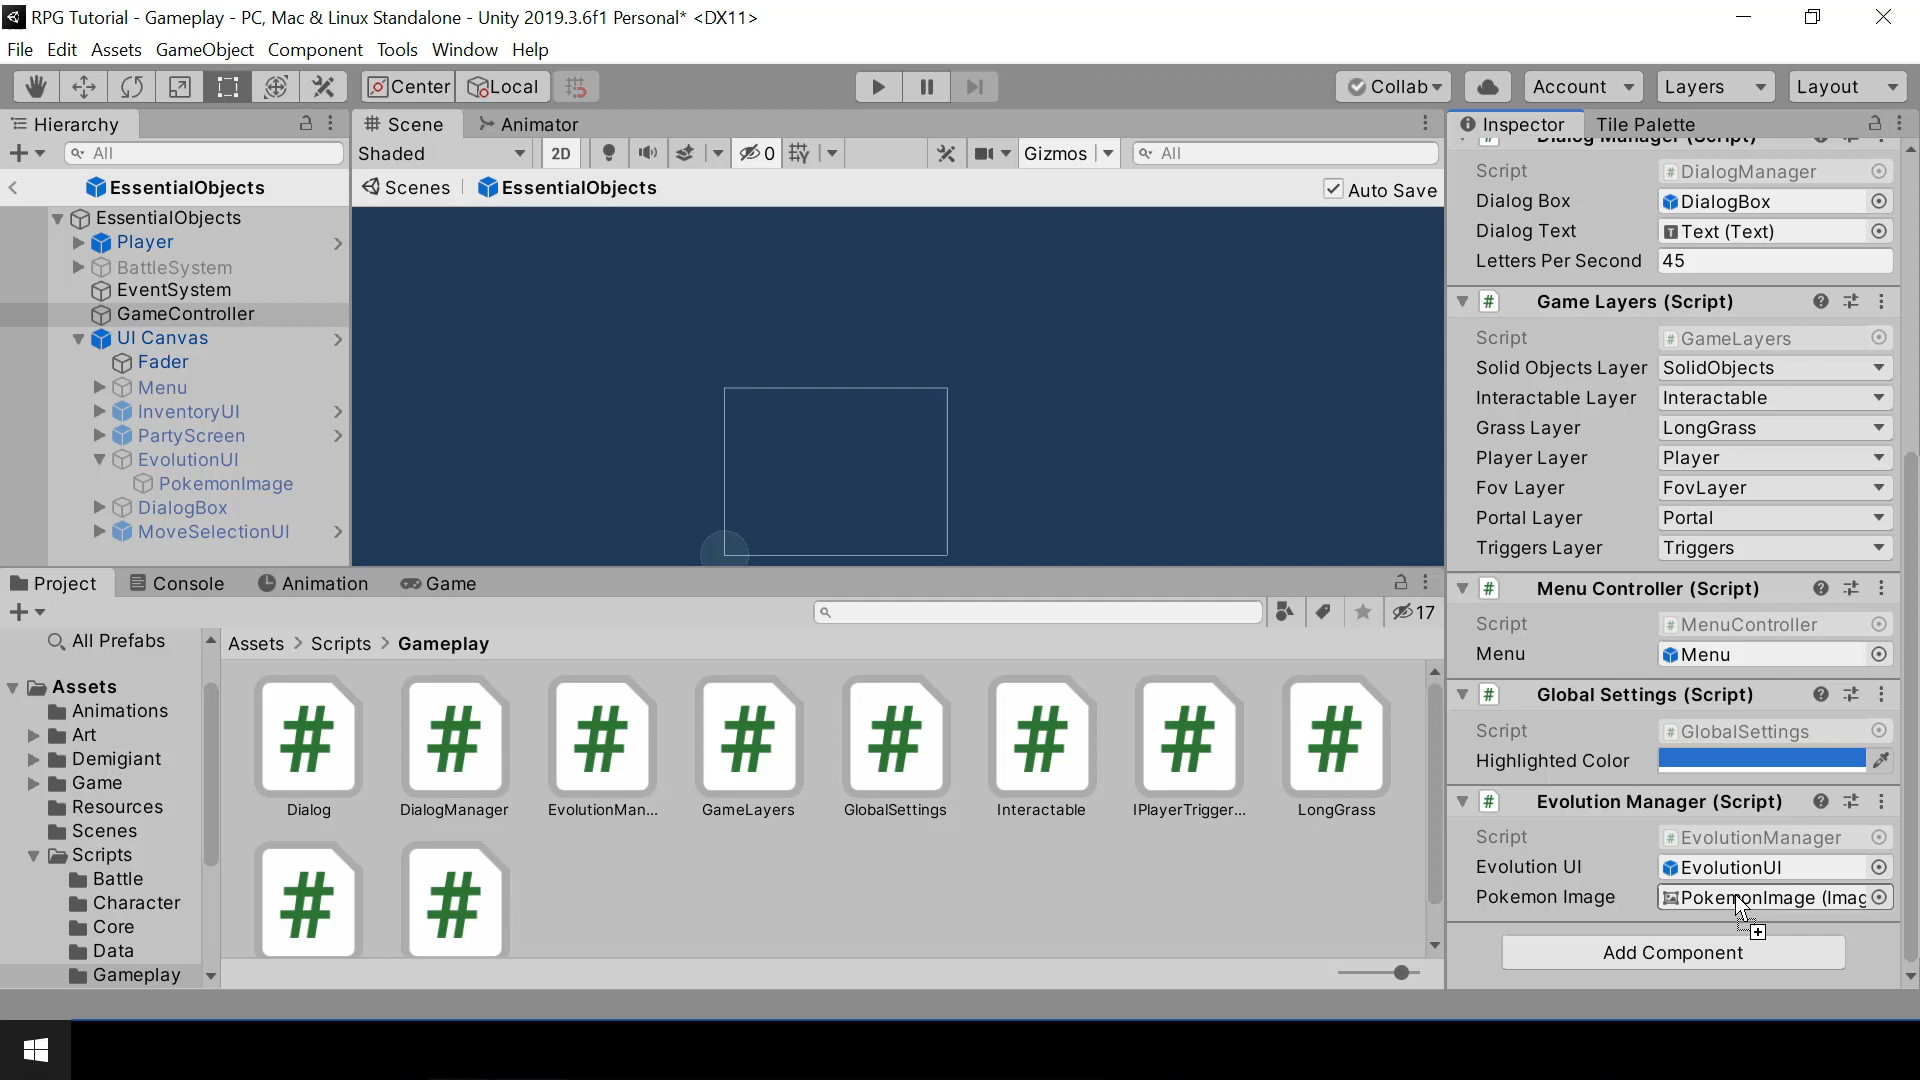 RPG Tutorial - Gameplay - PC, Mac & Linux Standalone - Unity 2019.3.6f1 Personal* <DX11>
File Edit Assets GameObject Component Tools Window Help
Center Local Collab Account Layers Layout
Hierarchy
All
EssentialObjects
EssentialObjects
Player
BattleSystem
EventSystem
GameController
UI Canvas
Fader
Menu
InventoryUI
PartyScreen
EvolutionUI
PokemonImage
DialogBox
MoveSelectionUI
Scene Animator
Shaded 2D 0 Gizmos All
Scenes EssentialObjects Auto Save
Project Console Animation Game
17
All Prefabs
Assets
Animations
Art
Demigiant
Game
Resources
Scenes
Scripts
Battle
Character
Core
Data
Gameplay
Assets > Scripts > Gameplay
Dialog DialogManager EvolutionMan... GameLayers GlobalSettings Interactable IPlayerTrigger... LongGrass
Inspector Tile Palette
Dialog Manager (Script)
Script DialogManager
Dialog Box DialogBox
Dialog Text Text (Text)
Letters Per Second 45
Game Layers (Script)
Script GameLayers
Solid Objects Layer SolidObjects
Interactable Layer Interactable
Grass Layer LongGrass
Player Layer Player
Fov Layer FovLayer
Portal Layer Portal
Triggers Layer Triggers
Menu Controller (Script)
Script MenuController
Menu Menu
Global Settings (Script)
Script GlobalSettings
Highlighted Color
Evolution Manager (Script)
Script EvolutionManager
Evolution UI EvolutionUI
Pokemon Image PokemonImage (Imag
Add Component